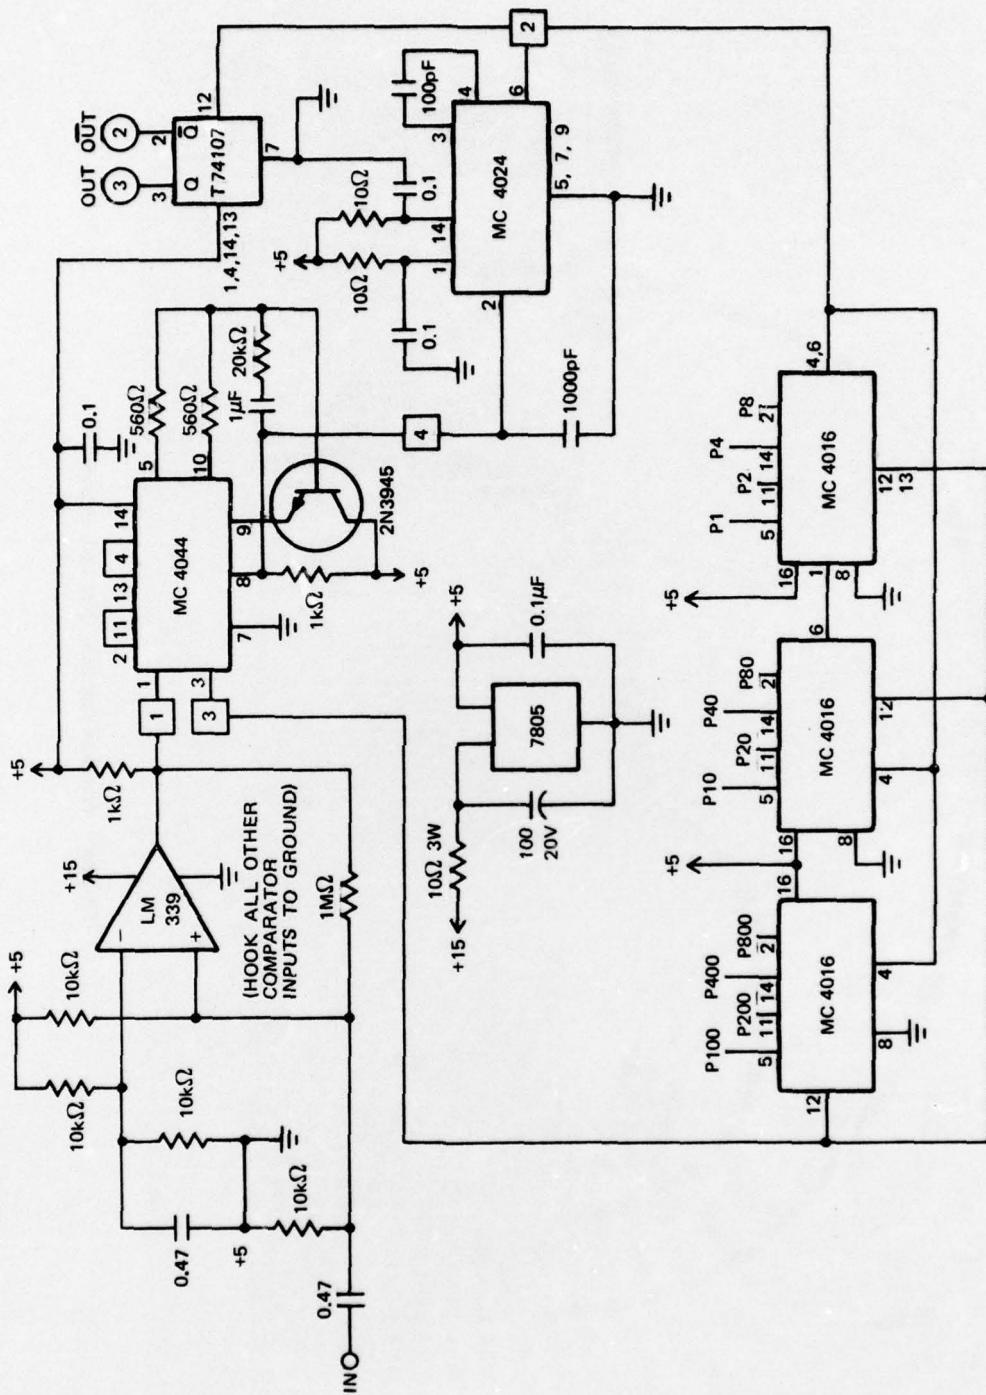 OUT OUT
3
2
3
2
Q
Q
T 74107
12
7
1,4,14,13
+5
10Ω
10Ω
0.1
0.1
1
14
2
MC 4024
3
4
100pF
6
5, 7, 9
2
1000pF
4
+5
0.1
560Ω
560Ω
20kΩ
1μF
5
10
14
4
13
11
2
MC 4044
9
8
7
1
3
1
3
2N3945
1kΩ
+5
+5
1kΩ
+15
LM
339
−
+
(HOOK ALL OTHER
COMPARATOR
INPUTS TO GROUND)
1MΩ
+5
10kΩ
10kΩ
10kΩ
0.47
+5
10kΩ
0.47
IN
+15
10Ω 3W
100
20V
7805
0.1μF
+5
P100
P200
P400
P800
5
11
14
2
MC 4016
12
8
4
16
+5
P10
P20
P40
P80
5
11
14
2
MC 4016
16
8
4
12
6
+5
P1
P2
P4
P8
5
11
14
2
MC 4016
16
1
8
12
13
4,6